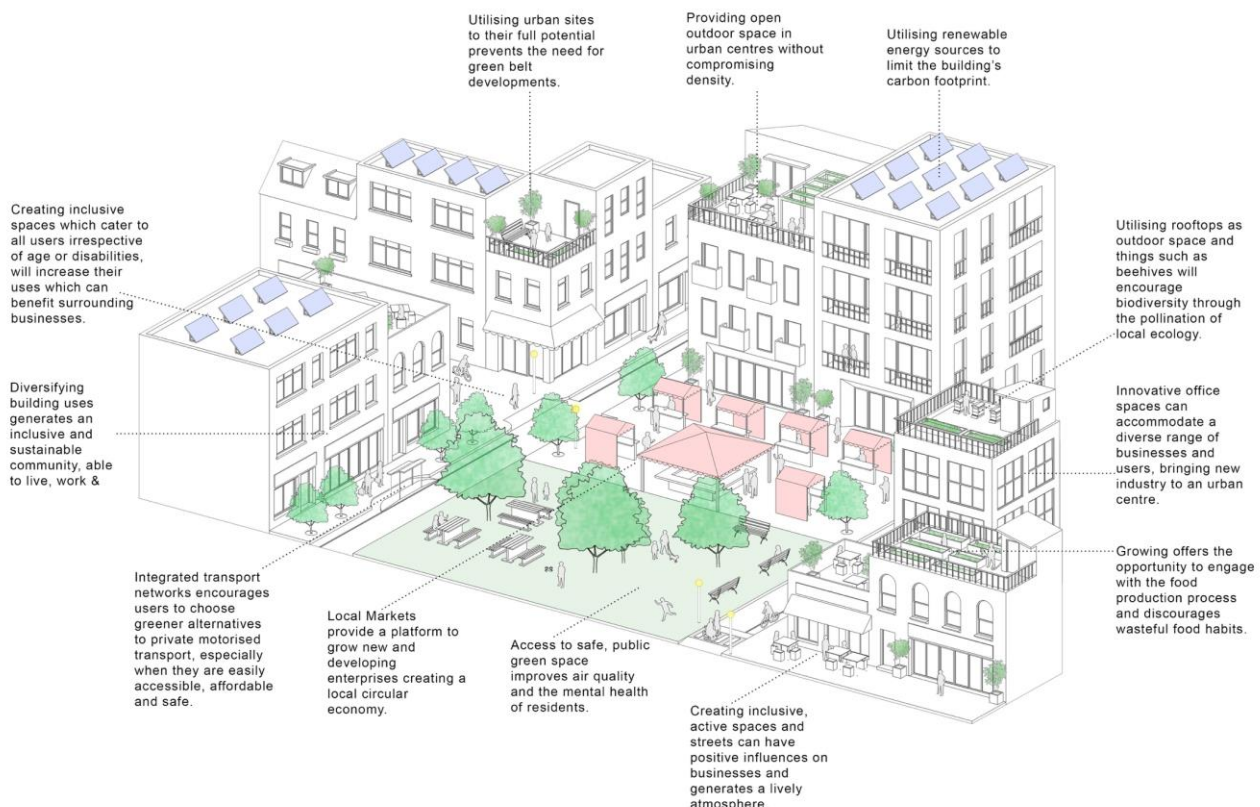 Utilising urban sites
to their full potential
prevents the need for
green belt
developments.
Providing open
outdoor space in
urban centres without
compromising
density.
Utilising renewable
energy sources to
limit the building's
carbon footprint.
Creating inclusive
spaces which cater to
all users irrespective
of age or disabilities,
will increase their
uses which can
benefit surrounding
businesses.
Utilising rooftops as
outdoor space and
things such as
beehives will
encourage
biodiversity through
the pollination of
local ecology.
Diversifying
building uses
generates an
inclusive and
sustainable
community, able
to live, work &
Innovative office
spaces can
accommodate a
diverse range of
businesses and
users, bringing new
industry to an urban
centre.
Growing offers the
opportunity to engage
with the food
production process
and discourages
wasteful food habits.
Integrated transport
networks encourages
users to choose
greener alternatives
to private motorised
transport, especially
when they are easily
accessible, affordable
and safe.
Local Markets
provide a platform to
grow new and
developing
enterprises creating a
local circular
economy.
Access to safe, public
green space
improves air quality
and the mental health
of residents.
Creating inclusive,
active spaces and
streets can have
positive influences on
businesses and
generates a lively
atmosphere